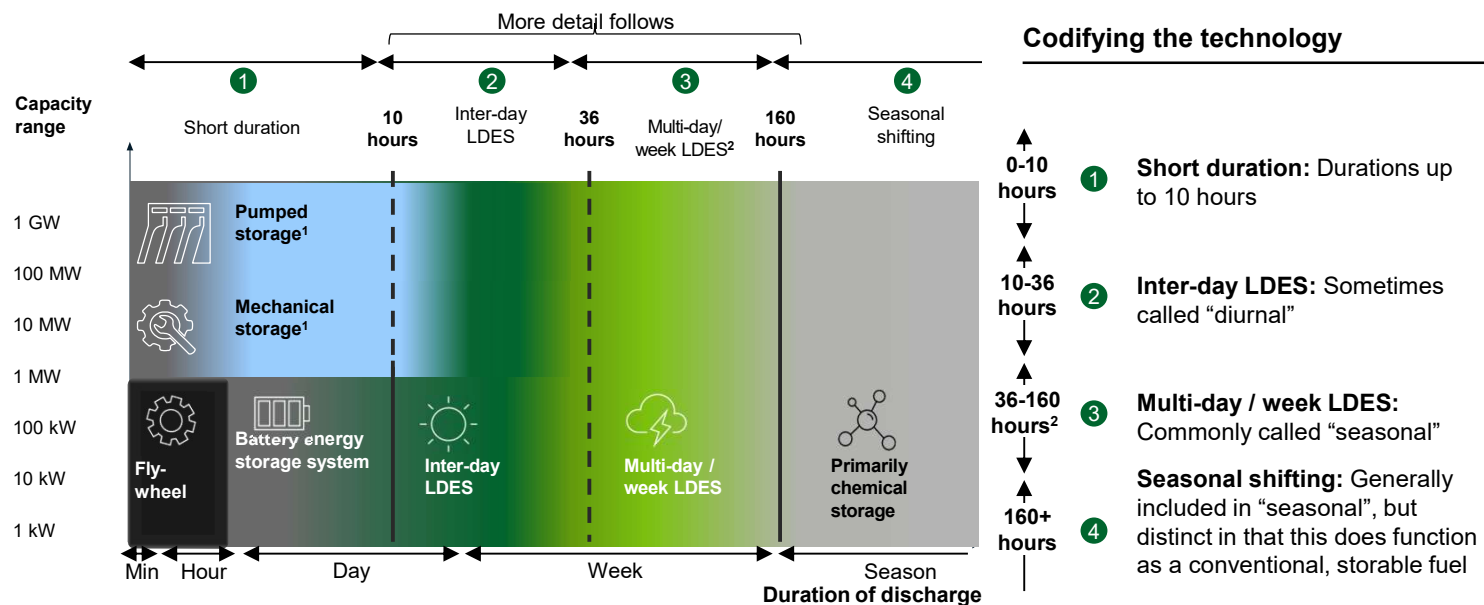 More detail follows
1
2
3
4
Capacity
range
Short duration
10
hours
Inter-day
LDES
36
hours
Multi-day/
week LDES²
160
hours
Seasonal
shifting
1 GW
100 MW
10 MW
1 MW
100 kW
10 kW
1 kW
Pumped
storage¹
Mechanical
storage¹
Fly-
wheel
Battery energy
storage system
Inter-day
LDES
Multi-day /
week LDES
Primarily
chemical
storage
Min
Hour
Day
Week
Season
Duration of discharge
Codifying the technology
0-10
hours
1
Short duration: Durations up
to 10 hours
10-36
hours
2
Inter-day LDES: Sometimes
called “diurnal”
36-160
hours²
3
Multi-day / week LDES:
Commonly called “seasonal”
160+
hours
4
Seasonal shifting: Generally
included in “seasonal”, but
distinct in that this does function
as a conventional, storable fuel